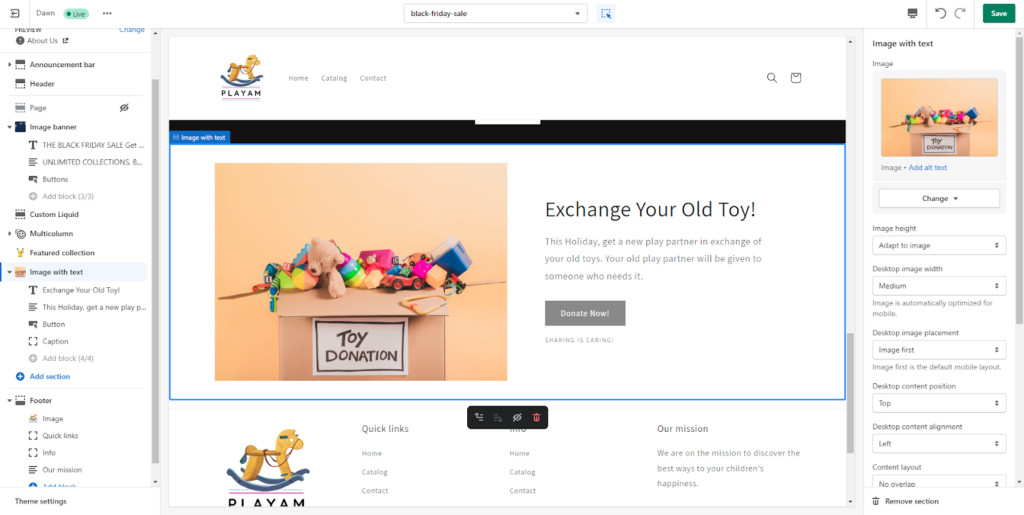 Dawn
Live
black-friday-sale
Save
PREVIEW
About Us
Change
Announcement bar
Header
Page
Image banner
THE BLACK FRIDAY SALE Get ...
UNLIMITED COLLECTIONS. B...
Buttons
Add block (3/3)
Custom Liquid
Multicolumn
Featured collection
Image with text
Exchange Your Old Toy!
This Holiday, get a new play p...
Button
Caption
Add block (4/4)
Add section
Footer
Image
Quick links
Info
Our mission
Add block
Theme settings
PLAYAM
Home
Catalog
Contact
Image with text
TOY
DONATION
Exchange Your Old Toy!
This Holiday, get a new play partner in exchange of
your old toys. Your old play partner will be given to
someone who needs it.
Donate Now!
SHARING IS CARING!
PLAYAM
Quick links
Home
Catalog
Contact
Info
Home
Catalog
Contact
Our mission
We are on the mission to discover the
best ways to your children's
happiness.
Image with text
Image
TOY
DONATION
Image • Add alt text
Change
Image height
Adapt to image
Desktop image width
Medium
Image is automatically optimized for
mobile.
Desktop image placement
Image first
Image first is the default mobile layout.
Desktop content position
Top
Desktop content alignment
Left
Content layout
No overlap
Remove section